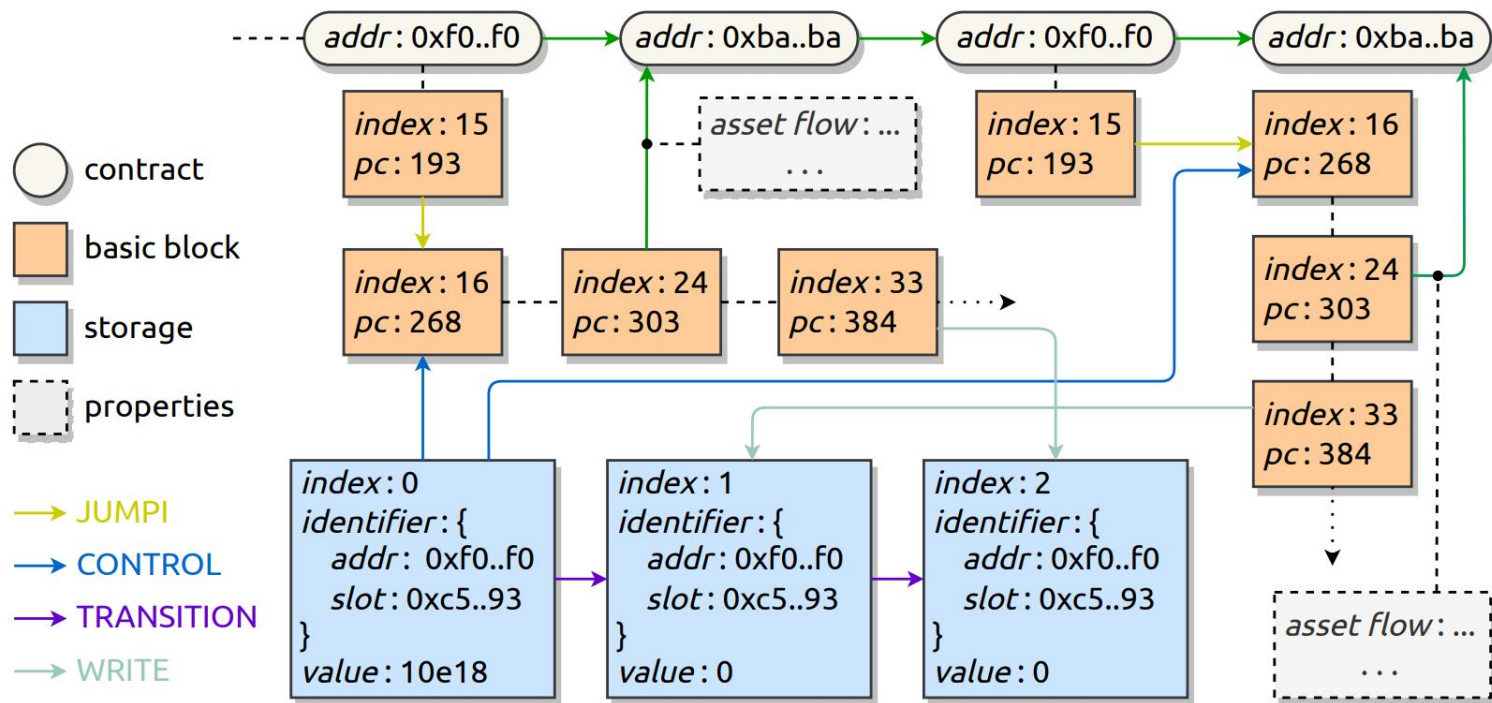 addr: 0xf0..f0
addr: 0xba..ba
addr: 0xf0..f0
addr: 0xba..ba
index: 15
pc: 193
asset flow: ...
...
index: 15
pc: 193
index: 16
pc: 268
contract
basic block
storage
properties
index: 16
pc: 268
index: 24
pc: 303
index: 33
pc: 384
index: 24
pc: 303
index: 33
pc: 384
JUMPI
CONTROL
TRANSITION
WRITE
index: 0
identifier: {
addr: 0xf0..f0
slot: 0xc5..93
}
value: 10e18
index: 1
identifier: {
addr: 0xf0..f0
slot: 0xc5..93
}
value: 0
index: 2
identifier: {
addr: 0xf0..f0
slot: 0xc5..93
}
value: 0
asset flow: ...
...